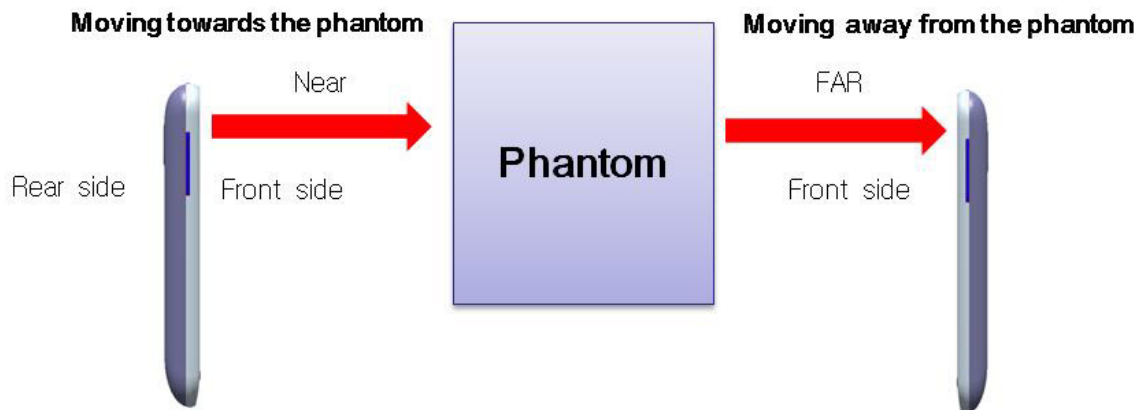 Moving towards the phantom
Moving away from the phantom
Near
FAR
Phantom
Rear side
Front side
Front side